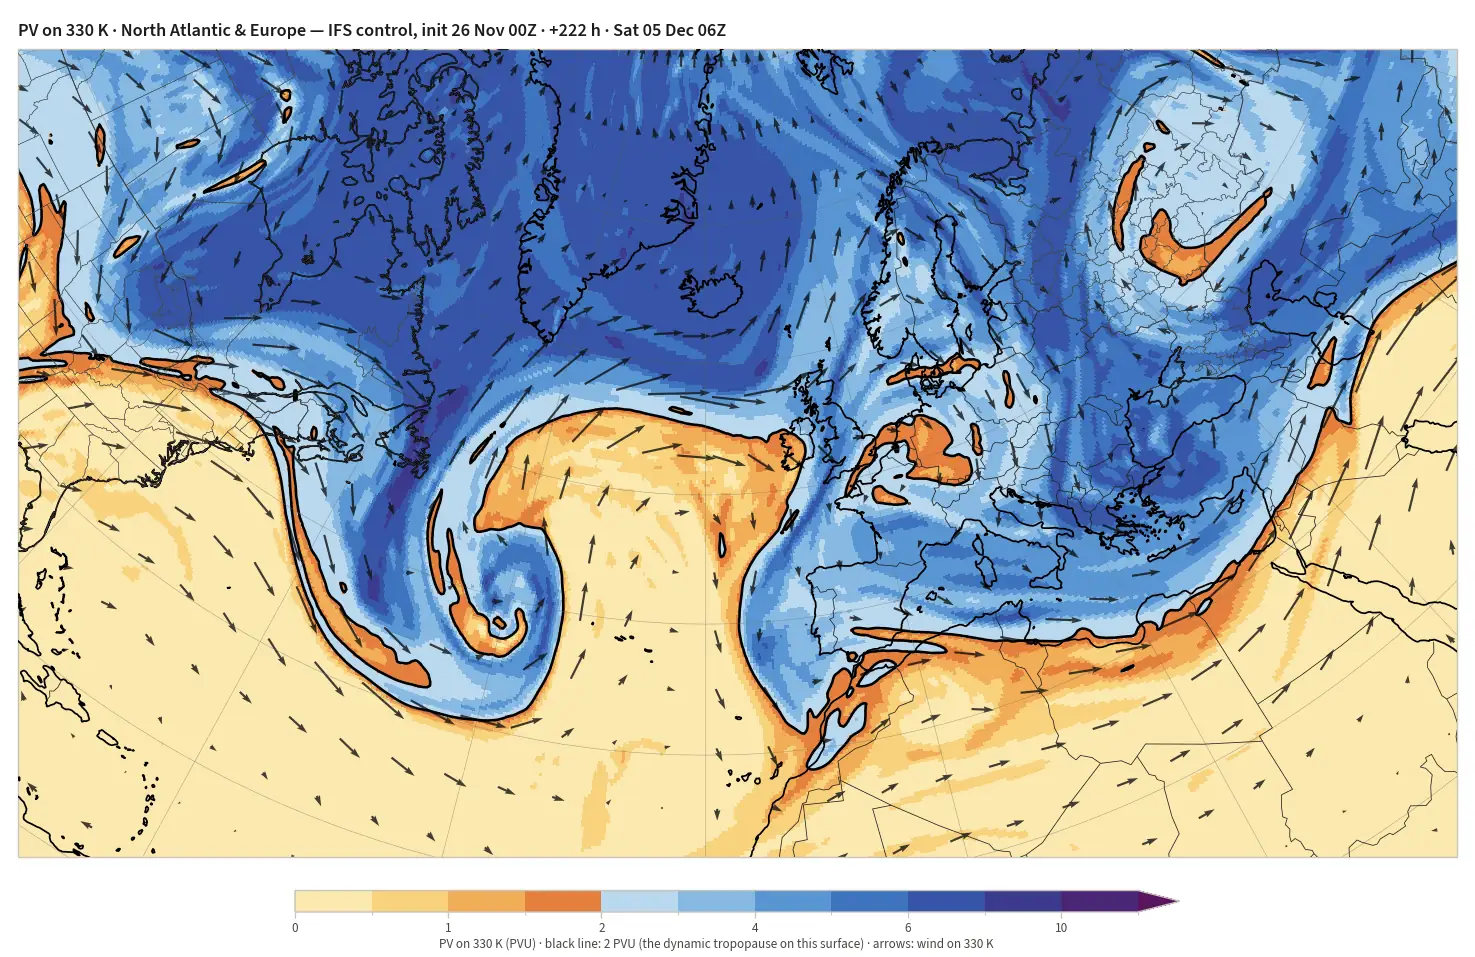 PV on 330 K · North Atlantic & Europe — IFS control, init 26 Nov 00Z · +222 h · Sat 05 Dec 06Z
0 1 2 4 6 10
PV on 330 K (PVU) · black line: 2 PVU (the dynamic tropopause on this surface) · arrows: wind on 330 K